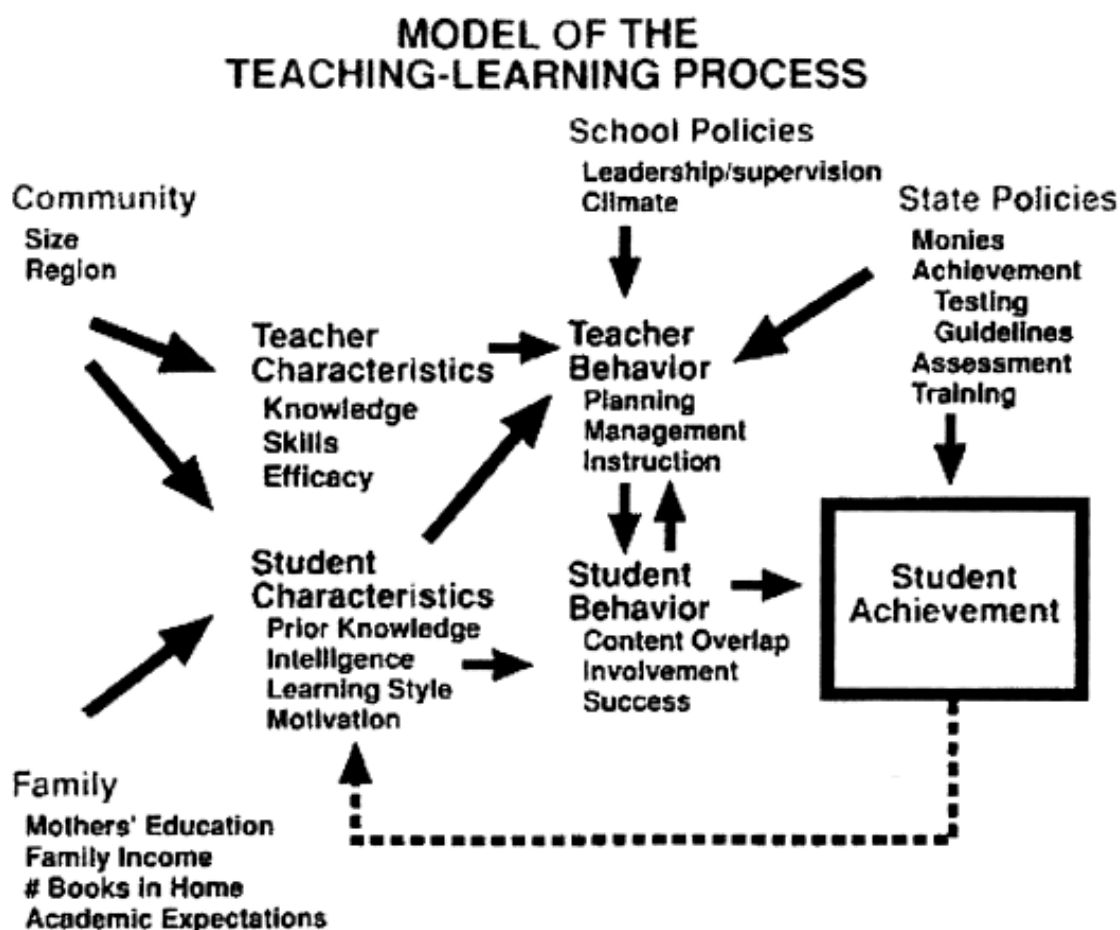 MODEL OF THE
TEACHING-LEARNING PROCESS
School Policies
Leadership/supervision
Climate
Community
Size
Region
State Policies
Monies
Achievement
Testing
Guidelines
Assessment
Training
Teacher
Characteristics
Knowledge
Skills
Efficacy
Teacher
Behavior
Planning
Management
Instruction
Student
Characteristics
Prior Knowledge
Intelligence
Learning Style
Motivation
Student
Behavior
Content Overlap
Involvement
Success
Student
Achievement
Family
Mothers' Education
Family Income
# Books in Home
Academic Expectations